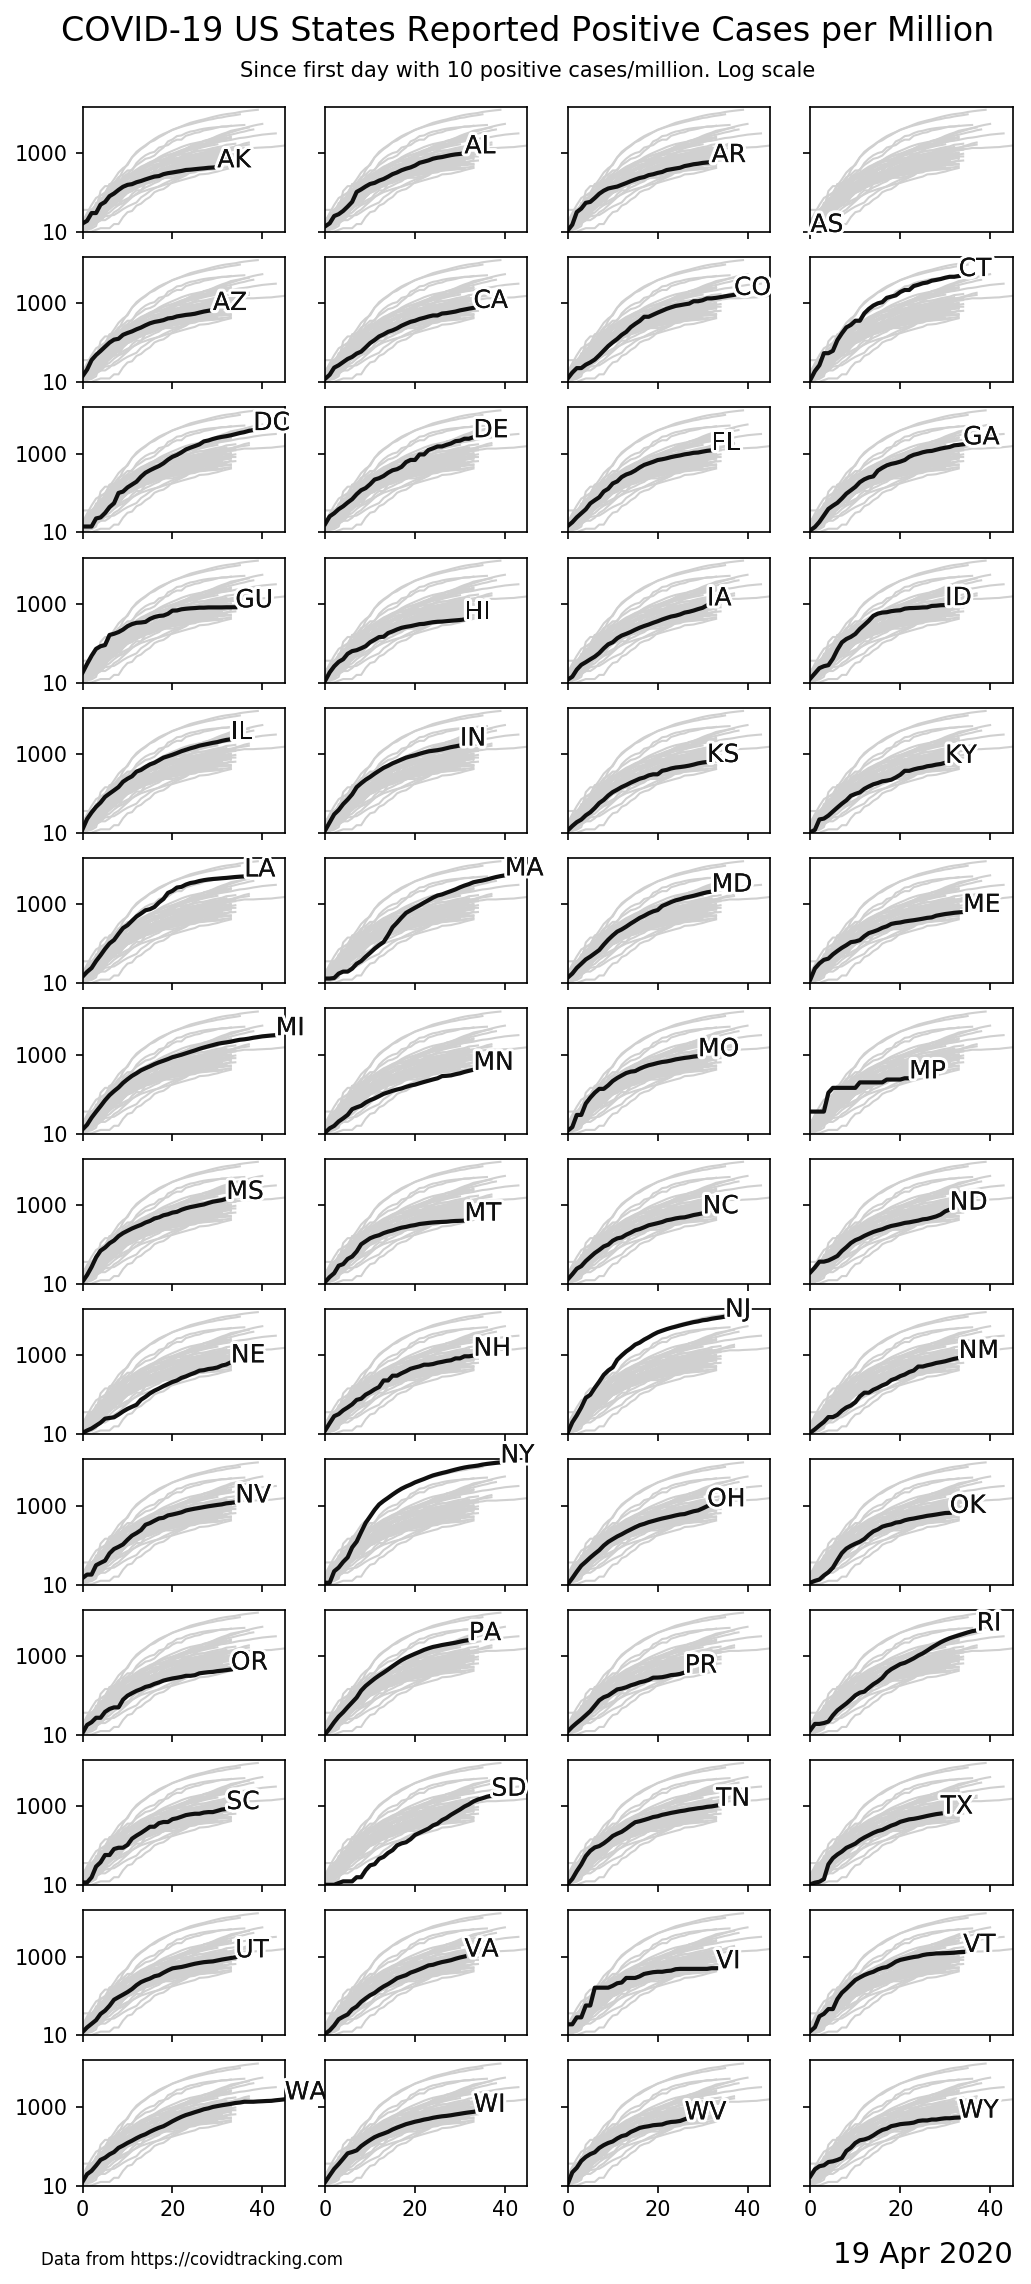 COVID-19 US States Reported Positive Cases per Million
Since first day with 10 positive cases/million. Log scale
1000 AK AL AR
10 AS
1000 AZ CA CO CT
10
1000 DC DE FL GA
10
1000 GU HI IA ID
10
1000 IL IN KS KY
10
1000 LA MA MD ME
10
1000 MI MN MO MP
10
1000 MS MT NC ND
10
1000 NE NH NJ NM
10
1000 NV NY OH OK
10
1000 OR PA PR RI
10
1000 SC SD TN TX
10
1000 UT VA VI VT
10
1000 WA WI WV WY
10
0 20 40 0 20 40 0 20 40 0 20 40
Data from https://covidtracking.com
19 Apr 2020